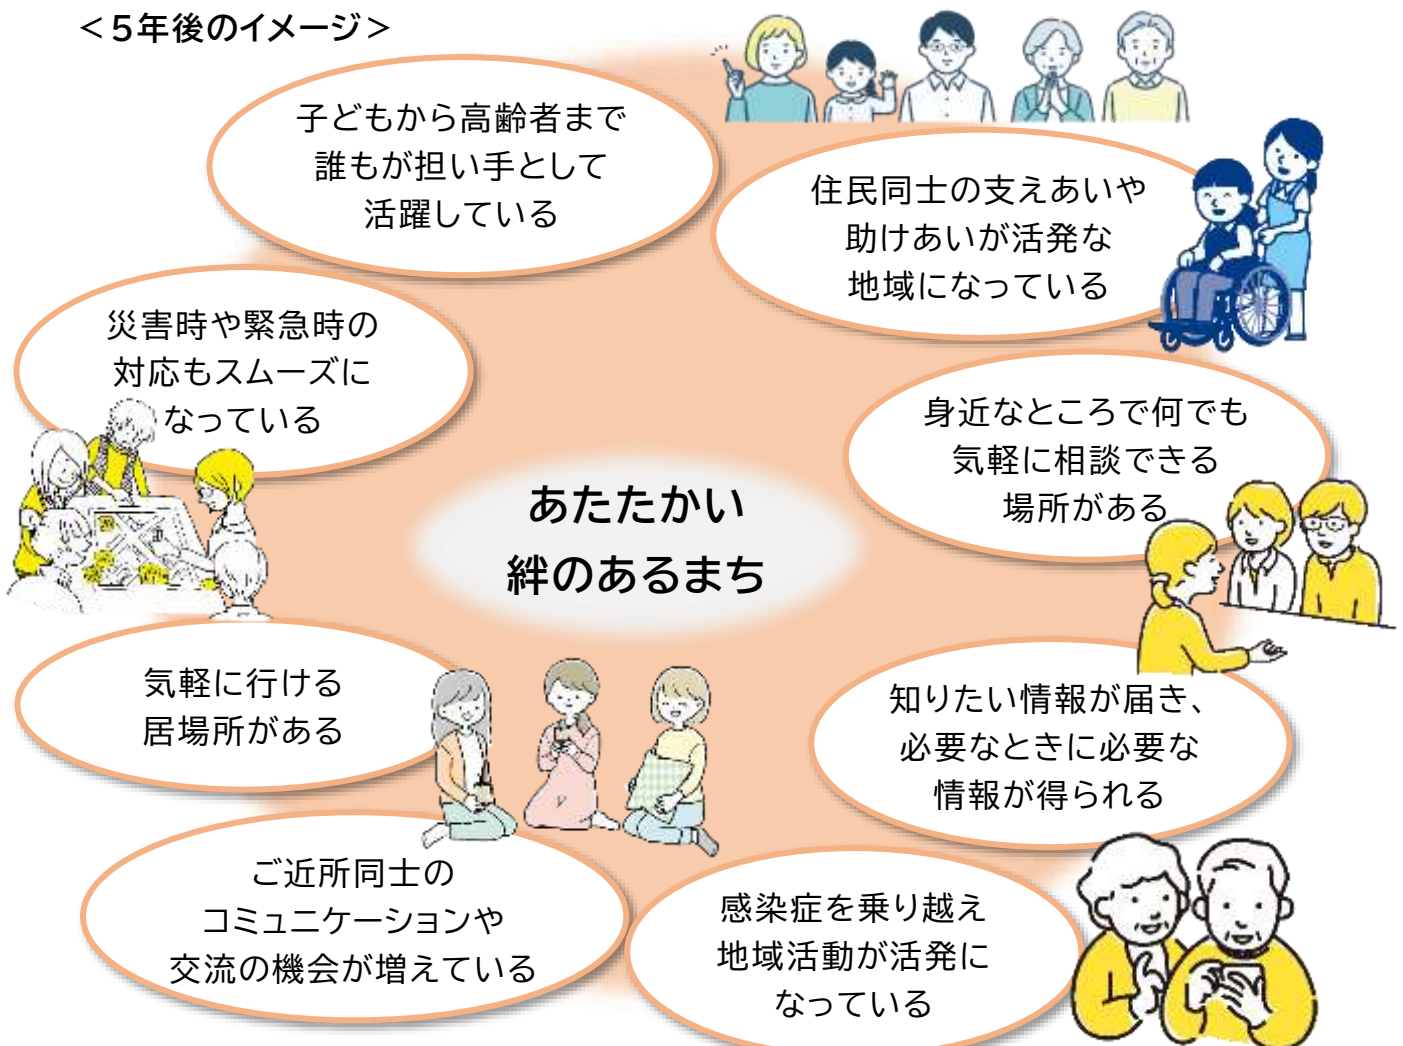 ＜５年後のイメージ＞
子どもから高齢者まで
誰もが担い手として
活躍している
住民同士の支えあいや
助けあいが活発な
地域になっている
災害時や緊急時の
対応もスムーズに
なっている
身近なところで何でも
気軽に相談できる
場所がある
あたたかい
絆のあるまち
気軽に行ける
居場所がある
知りたい情報が届き、
必要なときに必要な
情報が得られる
ご近所同士の
コミュニケーションや
交流の機会が増えている
感染症を乗り越え
地域活動が活発に
なっている